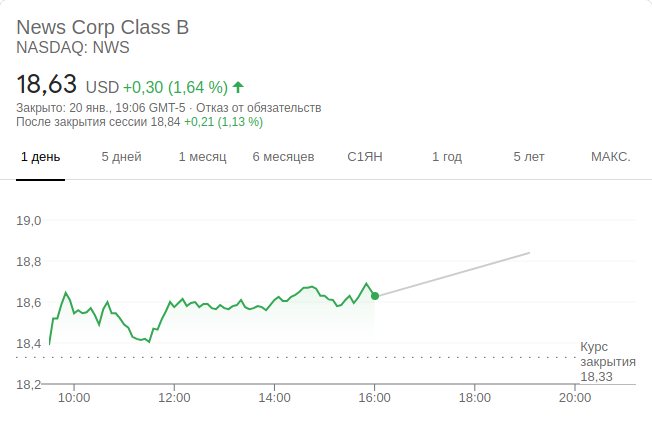 News Corp Class B
NASDAQ: NWS
18,63 USD +0,30 (1,64 %)
Закрыто: 20 янв., 19:06 GMT-5 · Отказ от обязательств
После закрытия сессии 18,84 +0,21 (1,13 %)
1 день 5 дней 1 месяц 6 месяцев С1ЯН 1 год 5 лет МАКС.
19,0
18,8
18,6
18,4
Курс
закрытия
18,33
18,2
10:00 12:00 14:00 16:00 18:00 20:00